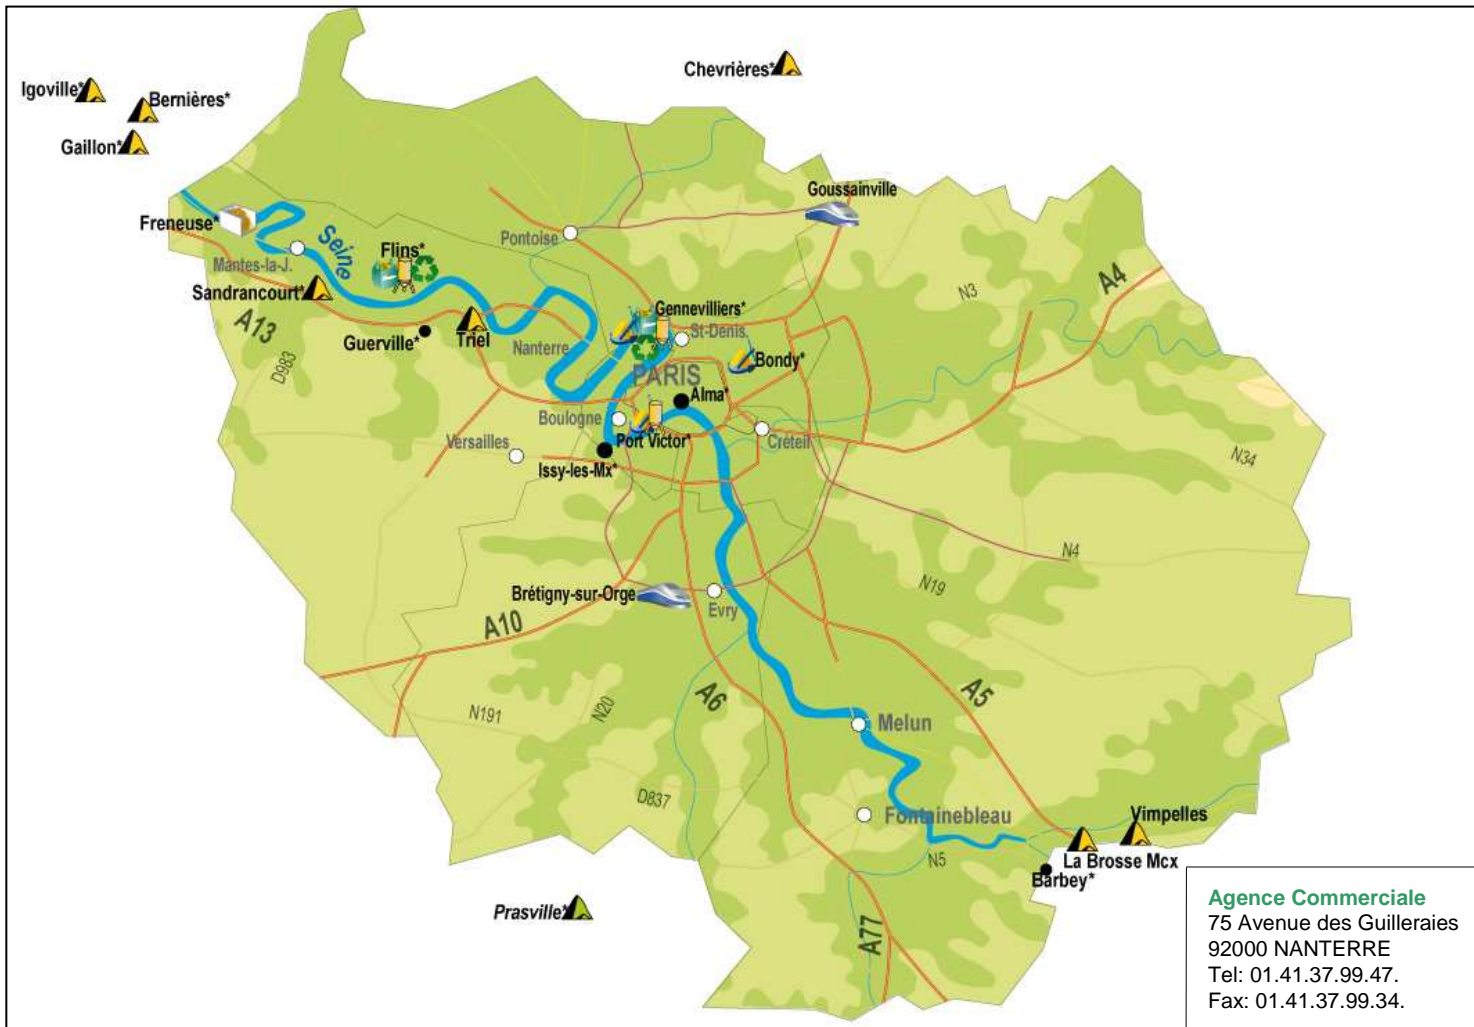 Chevrières*
Igoville*
Bernières*
Gaillon*
Goussainville
Freneuse*
Seine
Pontoise
Flins*
Mantes-la-J.
A4
Sandrancourt*
N3
A13
Gennevilliers*
Guerville*
Triel
St-Denis
Nanterre
Bondy*
D983
PARIS
Alma*
Boulogne
Versailles
Port Victor*
Créteil
Issy-les-Mx*
N34
N4
Brétigny-sur-Orge
N19
Evry
A10
A6
A5
N191
N20
Melun
D837
Fontainebleau
Vimpelles
N5
La Brosse Mcx
Barbey*
Prasville*
A77
Agence Commerciale
75 Avenue des Guilleraies
92000 NANTERRE
Tel: 01.41.37.99.47.
Fax: 01.41.37.99.34.